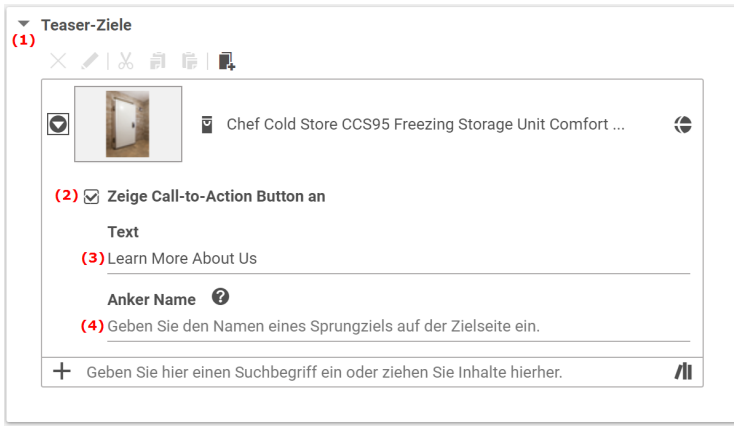 Teaser-Ziele
(1)
Chef Cold Store CCS95 Freezing Storage Unit Comfort ...
(2) Zeige Call-to-Action Button an
Text
(3) Learn More About Us
Anker Name ?
(4) Geben Sie den Namen eines Sprungziels auf der Zielseite ein.
+ Geben Sie hier einen Suchbegriff ein oder ziehen Sie Inhalte hierher.